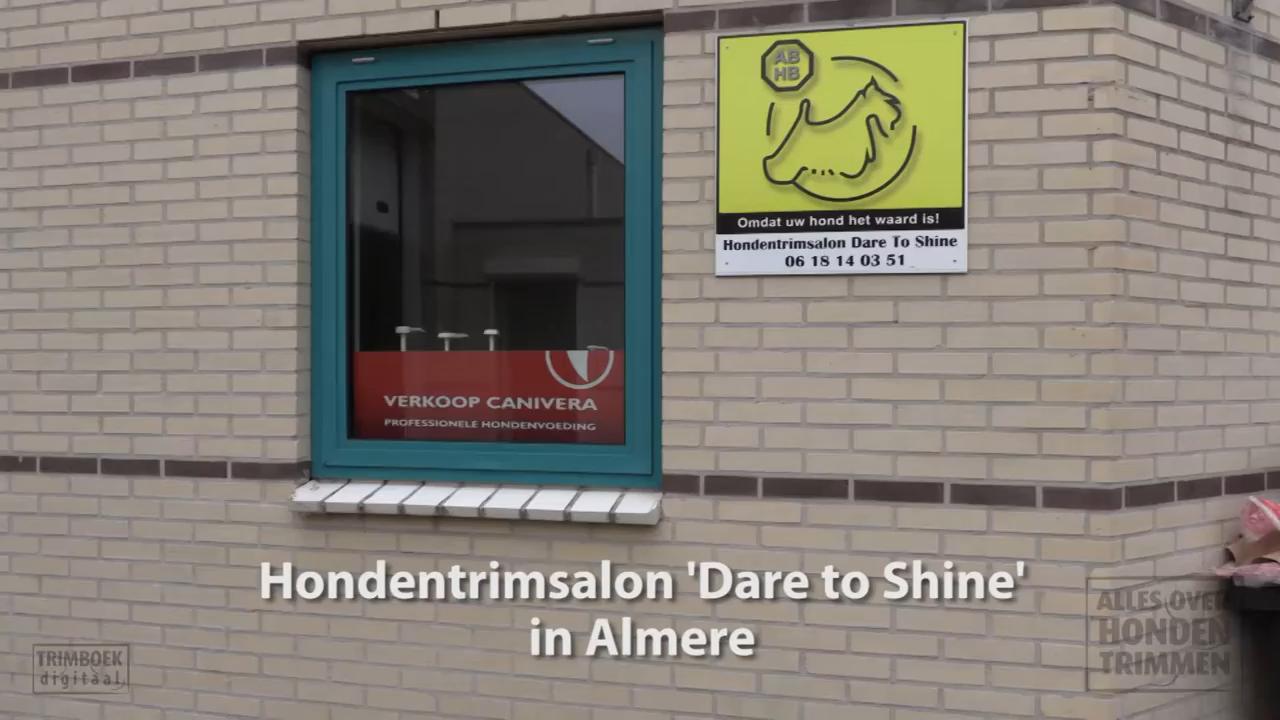 AB
HB
Omdat uw hond het waard is!
Hondentrimsalon Dare To Shine
06 18 14 03 51
VERKOOP CANIVERA
PROFESSIONELE HONDENVOEDING
Hondentrimsalon 'Dare to Shine'
in Almere
TRIMBOEK
digitaal
ALLES OVER
HONDEN
TRIMMEN